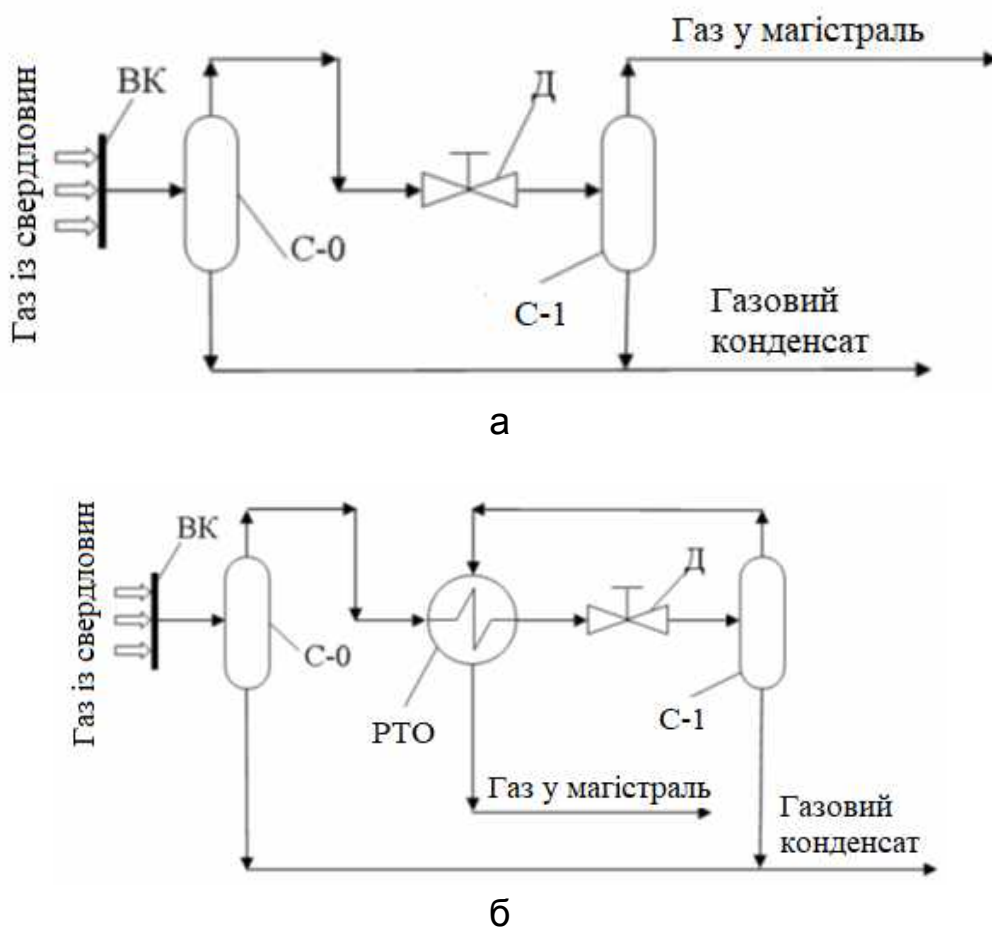 Газ із свердловин
ВК
С-0
Д
С-1
Газ у магістраль
Газовий
конденсат
а
Газ із свердловин
ВК
С-0
РТО
Д
С-1
Газ у магістраль
Газовий
конденсат
б